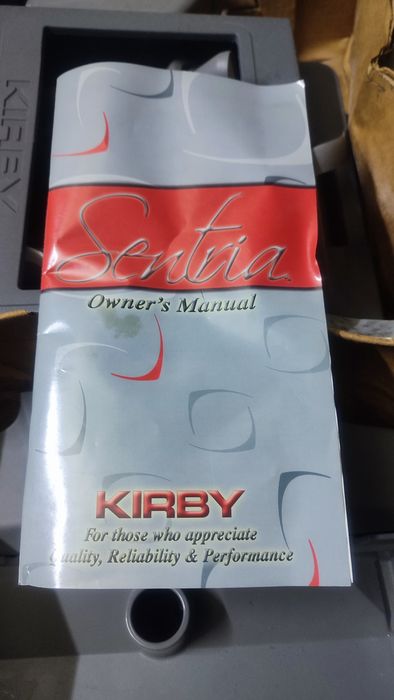 KIRBY
Sentria
Owner's Manual
KIRBY
For those who appreciate
Quality, Reliability & Performance